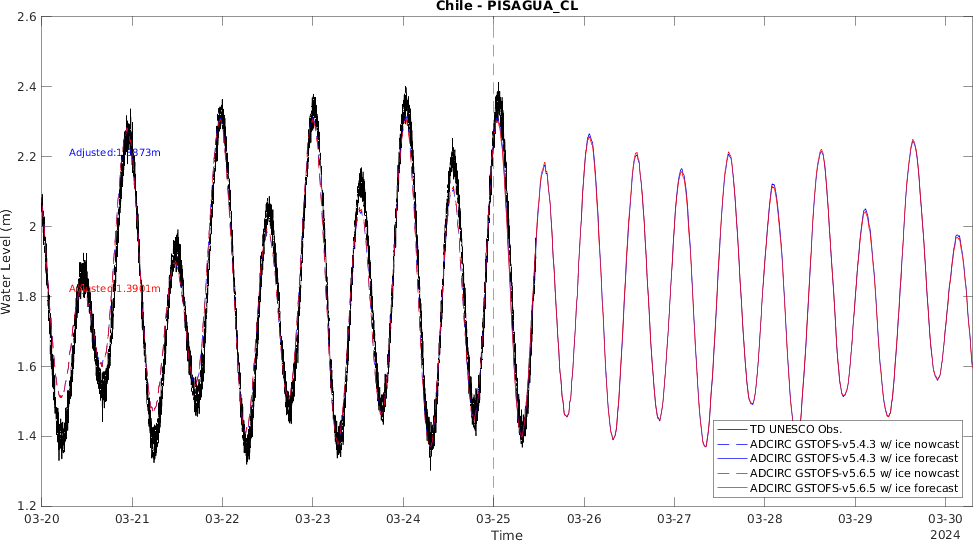 Chile - PISAGUA_CL
2.6
2.4
2.2
2
1.8
1.6
1.4
1.2
Water Level (m)
Adjusted:1.3873m
Adjusted:1.3901m
TD UNESCO Obs.
ADCIRC GSTOFS-v5.4.3 w/ ice nowcast
ADCIRC GSTOFS-v5.4.3 w/ ice forecast
ADCIRC GSTOFS-v5.6.5 w/ ice nowcast
ADCIRC GSTOFS-v5.6.5 w/ ice forecast
03-20 03-21 03-22 03-23 03-24 03-25 03-26 03-27 03-28 03-29 03-30
Time
2024